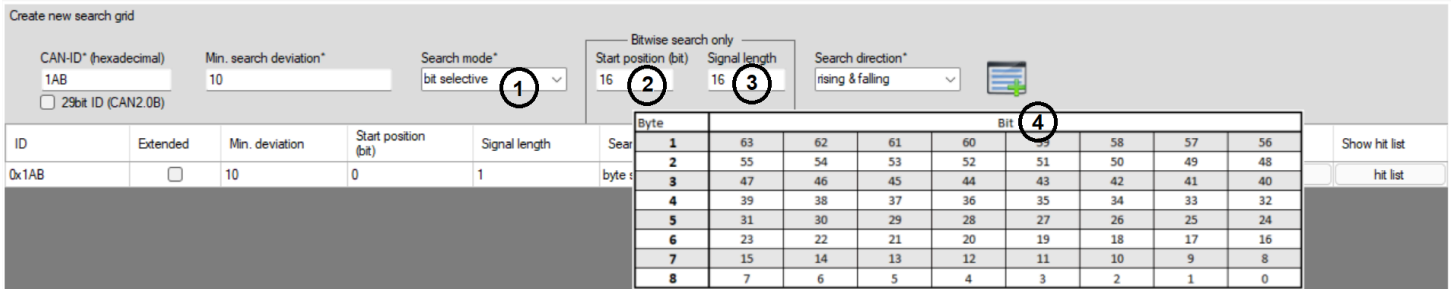 Create new search grid
Bitwise search only
CAN-ID* (hexadecimal) Min. search deviation* Search mode* Start position (bit) Signal length Search direction*
1AB 10 bit selective 1 16 2 16 3 rising & falling
29bit ID (CAN2.0B)
Byte Bit 4
ID Extended Min. deviation Start position (bit) Signal length Sear Show hit list
0x1AB 10 0 1 byte s hit list
1 63 62 61 60 59 58 57 56
2 55 54 53 52 51 50 49 48
3 47 46 45 44 43 42 41 40
4 39 38 37 36 35 34 33 32
5 31 30 29 28 27 26 25 24
6 23 22 21 20 19 18 17 16
7 15 14 13 12 11 10 9 8
8 7 6 5 4 3 2 1 0